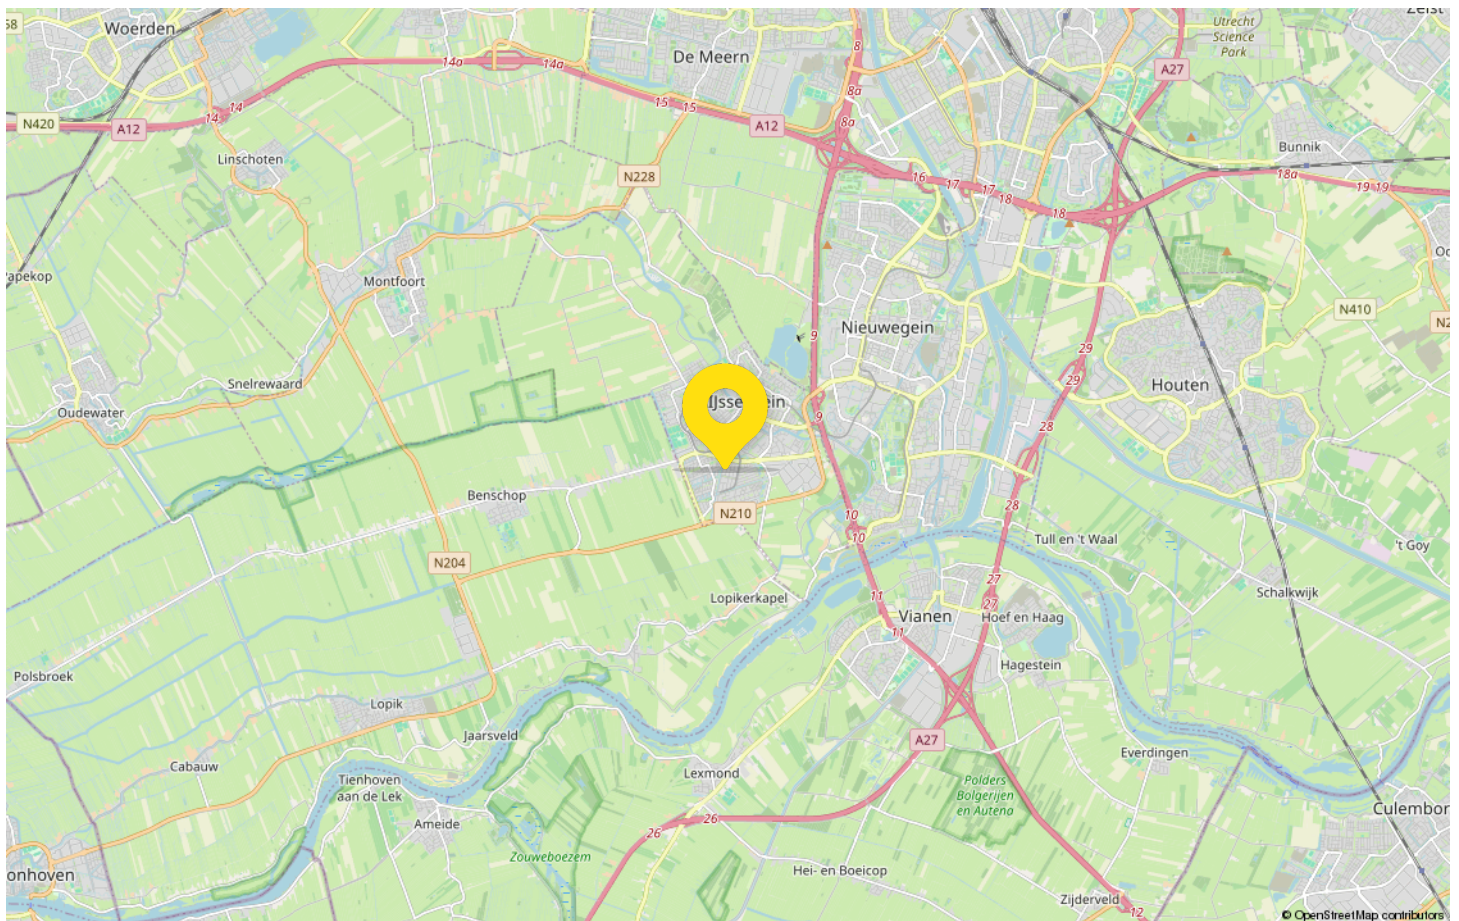 58
Woerden
De Meern
Utrecht
Science
Park
14a
14a
8
8a
8a
A27
14
14
15
15
N420
A12
A12
Linschoten
N228
Bunnik
16
17
17
18
18
18a
19
19
Montfoort
N410
9
Nieuwegein
29
29
Houten
Snelrewaard
Oudewater
9
28
28
Benschop
N210
10
10
Tull en 't Waal
't Goy
N204
27
27
Lopikerkapel
11
11
Vianen
Hoef en Haag
Schalkwijk
Hagestein
Polsbroek
Lopik
Jaarsveld
A27
Everdingen
Cabauw
Tienhoven
aan de Lek
Lexmond
Polders
Bolgerijen
en Autena
Culembor
Ameide
26
26
Zouweboezem
onhoven
Hei- en Boeicop
Zijderveld
12
© OpenStreetMap contributors